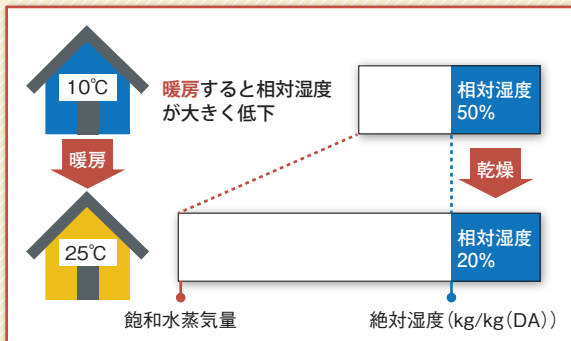 10℃
暖房すると相対湿度
が大きく低下
相対湿度
50%
暖房
乾燥
25℃
相対湿度
20%
飽和水蒸気量
絶対湿度(kg/kg(DA))